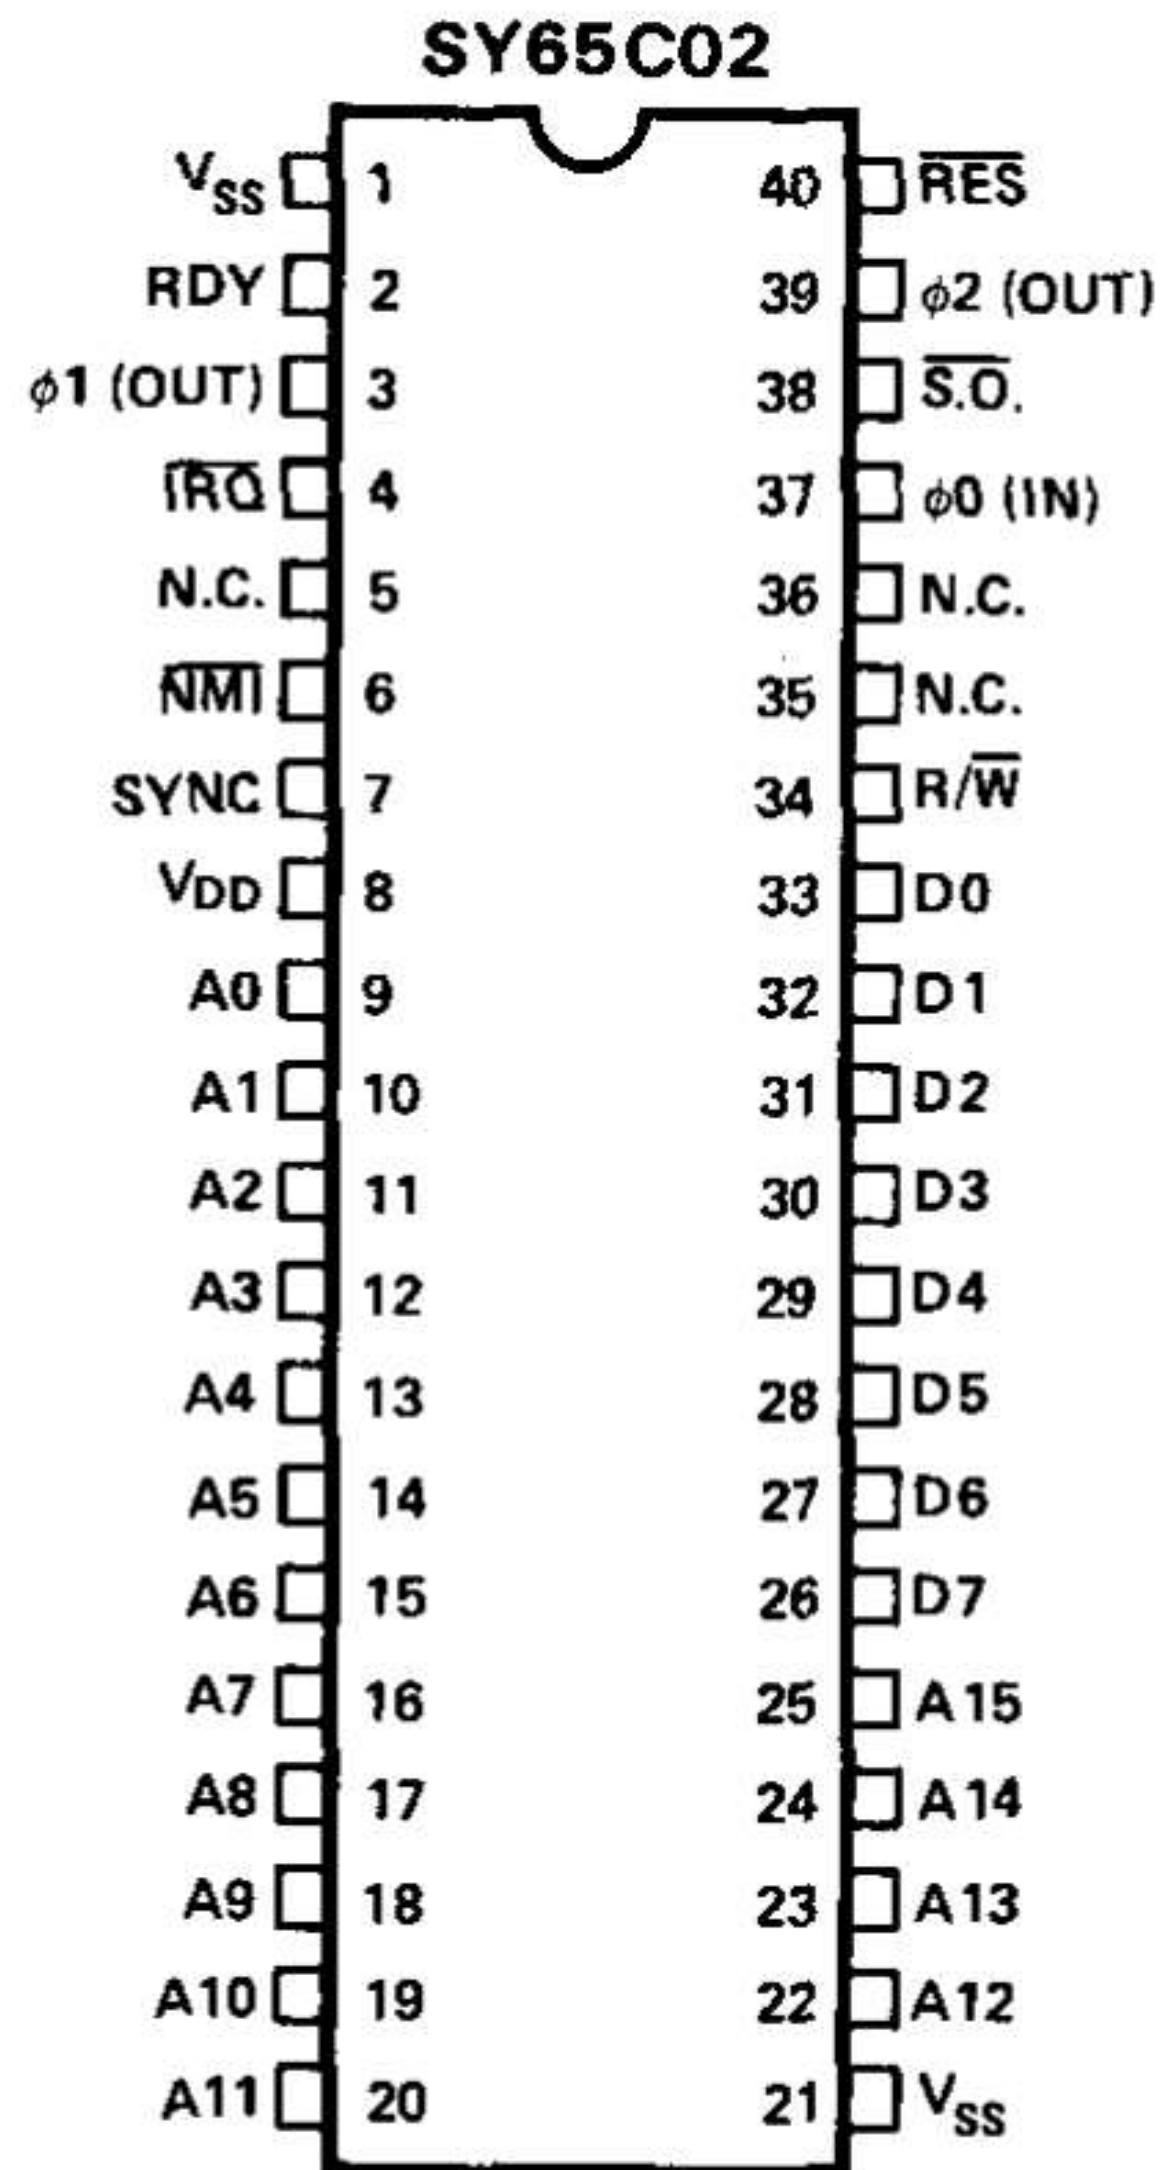 SY65C02
VSS 1 40 R̅E̅S̅
RDY 2 39 ϕ2 (OUT)
ϕ1 (OUT) 3 38 S̅.O̅.
I̅R̅Q̅ 4 37 ϕ0 (IN)
N.C. 5 36 N.C.
N̅M̅I̅ 6 35 N.C.
SYNC 7 34 R/W̅
VDD 8 33 D0
A0 9 32 D1
A1 10 31 D2
A2 11 30 D3
A3 12 29 D4
A4 13 28 D5
A5 14 27 D6
A6 15 26 D7
A7 16 25 A15
A8 17 24 A14
A9 18 23 A13
A10 19 22 A12
A11 20 21 VSS